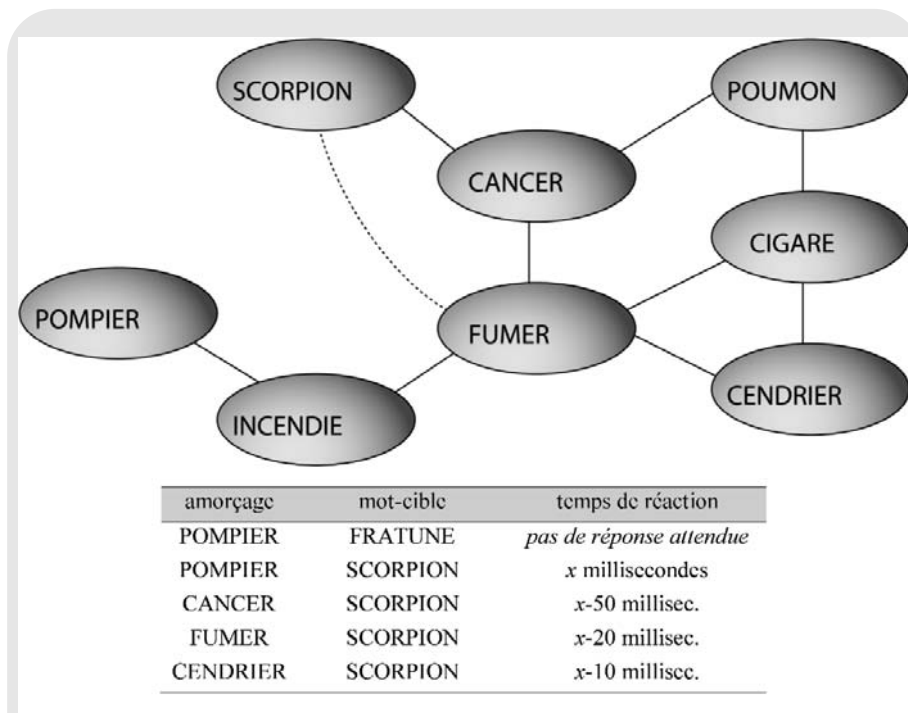 SCORPION
POUMON
CANCER
CIGARE
POMPIER
FUMER
CENDRIER
INCENDIE
amorçage mot-cible temps de réaction
POMPIER FRATUNE pas de réponse attendue
POMPIER SCORPION x millisecondes
CANCER SCORPION x-50 millisec.
FUMER SCORPION x-20 millisec.
CENDRIER SCORPION x-10 millisec.